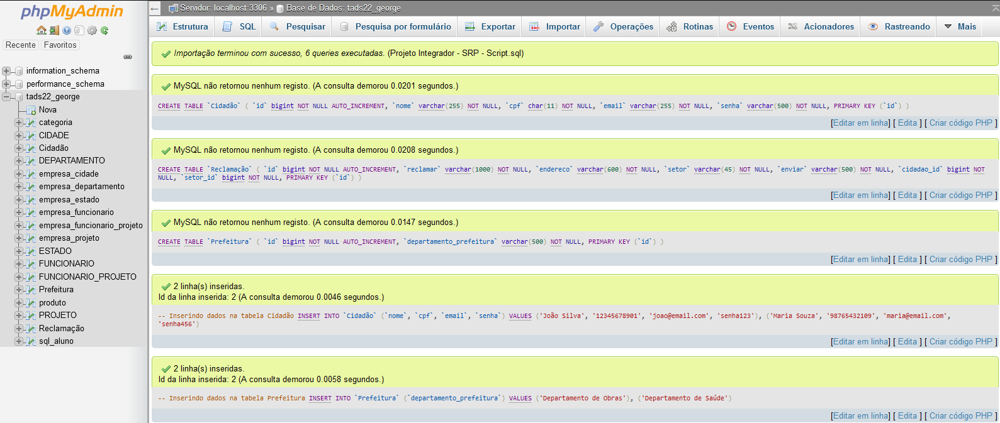 phpMyAdmin
Recente Favoritos
information_schema
performance_schema
tads22_george
Nova
categoria
CIDADE
Cidadão
DEPARTAMENTO
empresa_cidade
empresa_departamento
empresa_estado
empresa_funcionario
empresa_funcionario_projeto
empresa_projeto
ESTADO
FUNCIONARIO
FUNCIONARIO_PROJETO
Prefeitura
produto
PROJETO
Reclamação
sql_aluno
Servidor: localhost:3306 » Base de Dados: tads22_george
Estrutura SQL Pesquisar Pesquisa por formulário Exportar Importar Operações Rotinas Eventos Acionadores Rastreando Mais
Importação terminou com sucesso, 6 queries executadas. (Projeto Integrador - SRP - Script.sql)
MySQL não retornou nenhum registo. (A consulta demorou 0.0201 segundos.)
CREATE TABLE `Cidadão` ( `id` bigint NOT NULL AUTO_INCREMENT, `nome` varchar(255) NOT NULL, `cpf` char(11) NOT NULL, `email` varchar(255) NOT NULL, `senha` varchar(500) NOT NULL, PRIMARY KEY (`id`) )
[Editar em linha] [ Edita ] [ Criar código PHP ]
MySQL não retornou nenhum registo. (A consulta demorou 0.0208 segundos.)
CREATE TABLE `Reclamação` ( `id` bigint NOT NULL AUTO_INCREMENT, `reclamar` varchar(1000) NOT NULL, `endereco` varchar(600) NOT NULL, `setor` varchar(45) NOT NULL, `enviar` varchar(500) NOT NULL, `cidadao_id` bigint NOT
NULL, `setor_id` bigint NOT NULL, PRIMARY KEY (`id`) )
[Editar em linha] [ Edita ] [ Criar código PHP ]
MySQL não retornou nenhum registo. (A consulta demorou 0.0147 segundos.)
CREATE TABLE `Prefeitura` ( `id` bigint NOT NULL AUTO_INCREMENT, `departamento_prefeitura` varchar(500) NOT NULL, PRIMARY KEY (`id`) )
[Editar em linha] [ Edita ] [ Criar código PHP ]
2 linha(s) inseridas.
Id da linha inserida: 2 (A consulta demorou 0.0046 segundos.)
-- Inserindo dados na tabela Cidadão INSERT INTO `Cidadão` (`nome`, `cpf`, `email`, `senha`) VALUES ('João Silva', '12345678901', 'joao@email.com', 'senha123'), ('Maria Souza', '98765432109', 'maria@email.com',
'senha456')
[Editar em linha] [ Edita ] [ Criar código PHP ]
2 linha(s) inseridas.
Id da linha inserida: 2 (A consulta demorou 0.0058 segundos.)
-- Inserindo dados na tabela Prefeitura INSERT INTO `Prefeitura` (`departamento_prefeitura`) VALUES ('Departamento de Obras'), ('Departamento de Saúde')
[Editar em linha] [ Edita ] [ Criar código PHP ]